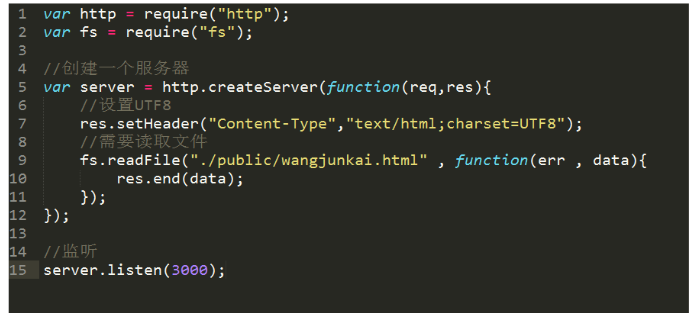 1 var http = require("http");
2 var fs = require("fs");
3
4 //创建一个服务器
5 var server = http.createServer(function(req,res){
6     //设置UTF8
7     res.setHeader("Content-Type","text/html;charset=UTF8");
8     //需要读取文件
9     fs.readFile("./public/wangjunkai.html" , function(err , data){
10         res.end(data);
11     });
12 });
13
14 //监听
15 server.listen(3000);